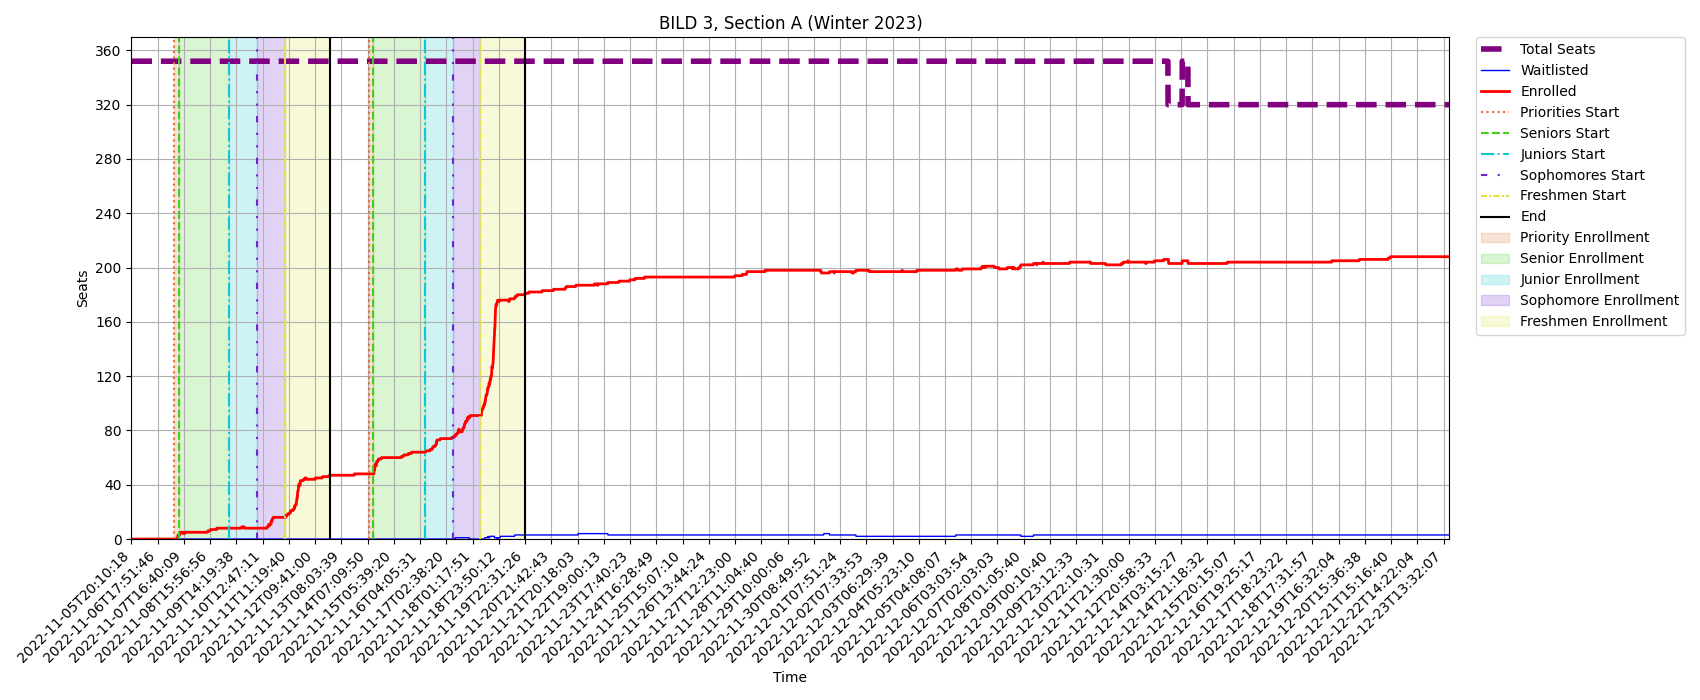 BILD 3, Section A (Winter 2023)
Seats
360
320
280
240
200
160
120
80
40
0
2022-11-05T20:10:18
2022-11-06T17:51:46
2022-11-07T16:40:09
2022-11-08T15:56:56
2022-11-09T14:19:38
2022-11-10T12:47:11
2022-11-11T11:19:40
2022-11-12T09:41:00
2022-11-13T08:03:39
2022-11-14T07:09:50
2022-11-15T05:39:20
2022-11-16T04:05:31
2022-11-17T02:38:20
2022-11-18T01:17:51
2022-11-18T23:50:12
2022-11-19T22:31:26
2022-11-20T21:42:43
2022-11-21T20:18:03
2022-11-22T19:00:13
2022-11-23T17:40:23
2022-11-24T16:28:49
2022-11-25T15:07:10
2022-11-26T13:44:24
2022-11-27T12:23:00
2022-11-28T11:04:40
2022-11-29T10:00:06
2022-11-30T08:49:52
2022-12-01T07:51:24
2022-12-02T07:33:53
2022-12-03T06:29:39
2022-12-04T05:23:10
2022-12-05T04:08:07
2022-12-06T03:03:54
2022-12-07T02:03:03
2022-12-08T01:05:40
2022-12-09T00:10:40
2022-12-09T23:12:33
2022-12-10T22:10:31
2022-12-11T21:30:00
2022-12-12T20:58:33
2022-12-14T03:15:27
2022-12-14T21:18:32
2022-12-15T20:15:07
2022-12-16T19:25:17
2022-12-17T18:23:22
2022-12-18T17:31:57
2022-12-19T16:32:04
2022-12-20T15:36:38
2022-12-21T15:16:40
2022-12-22T14:22:04
2022-12-23T13:32:07
Time
Total Seats
Waitlisted
Enrolled
Priorities Start
Seniors Start
Juniors Start
Sophomores Start
Freshmen Start
End
Priority Enrollment
Senior Enrollment
Junior Enrollment
Sophomore Enrollment
Freshmen Enrollment